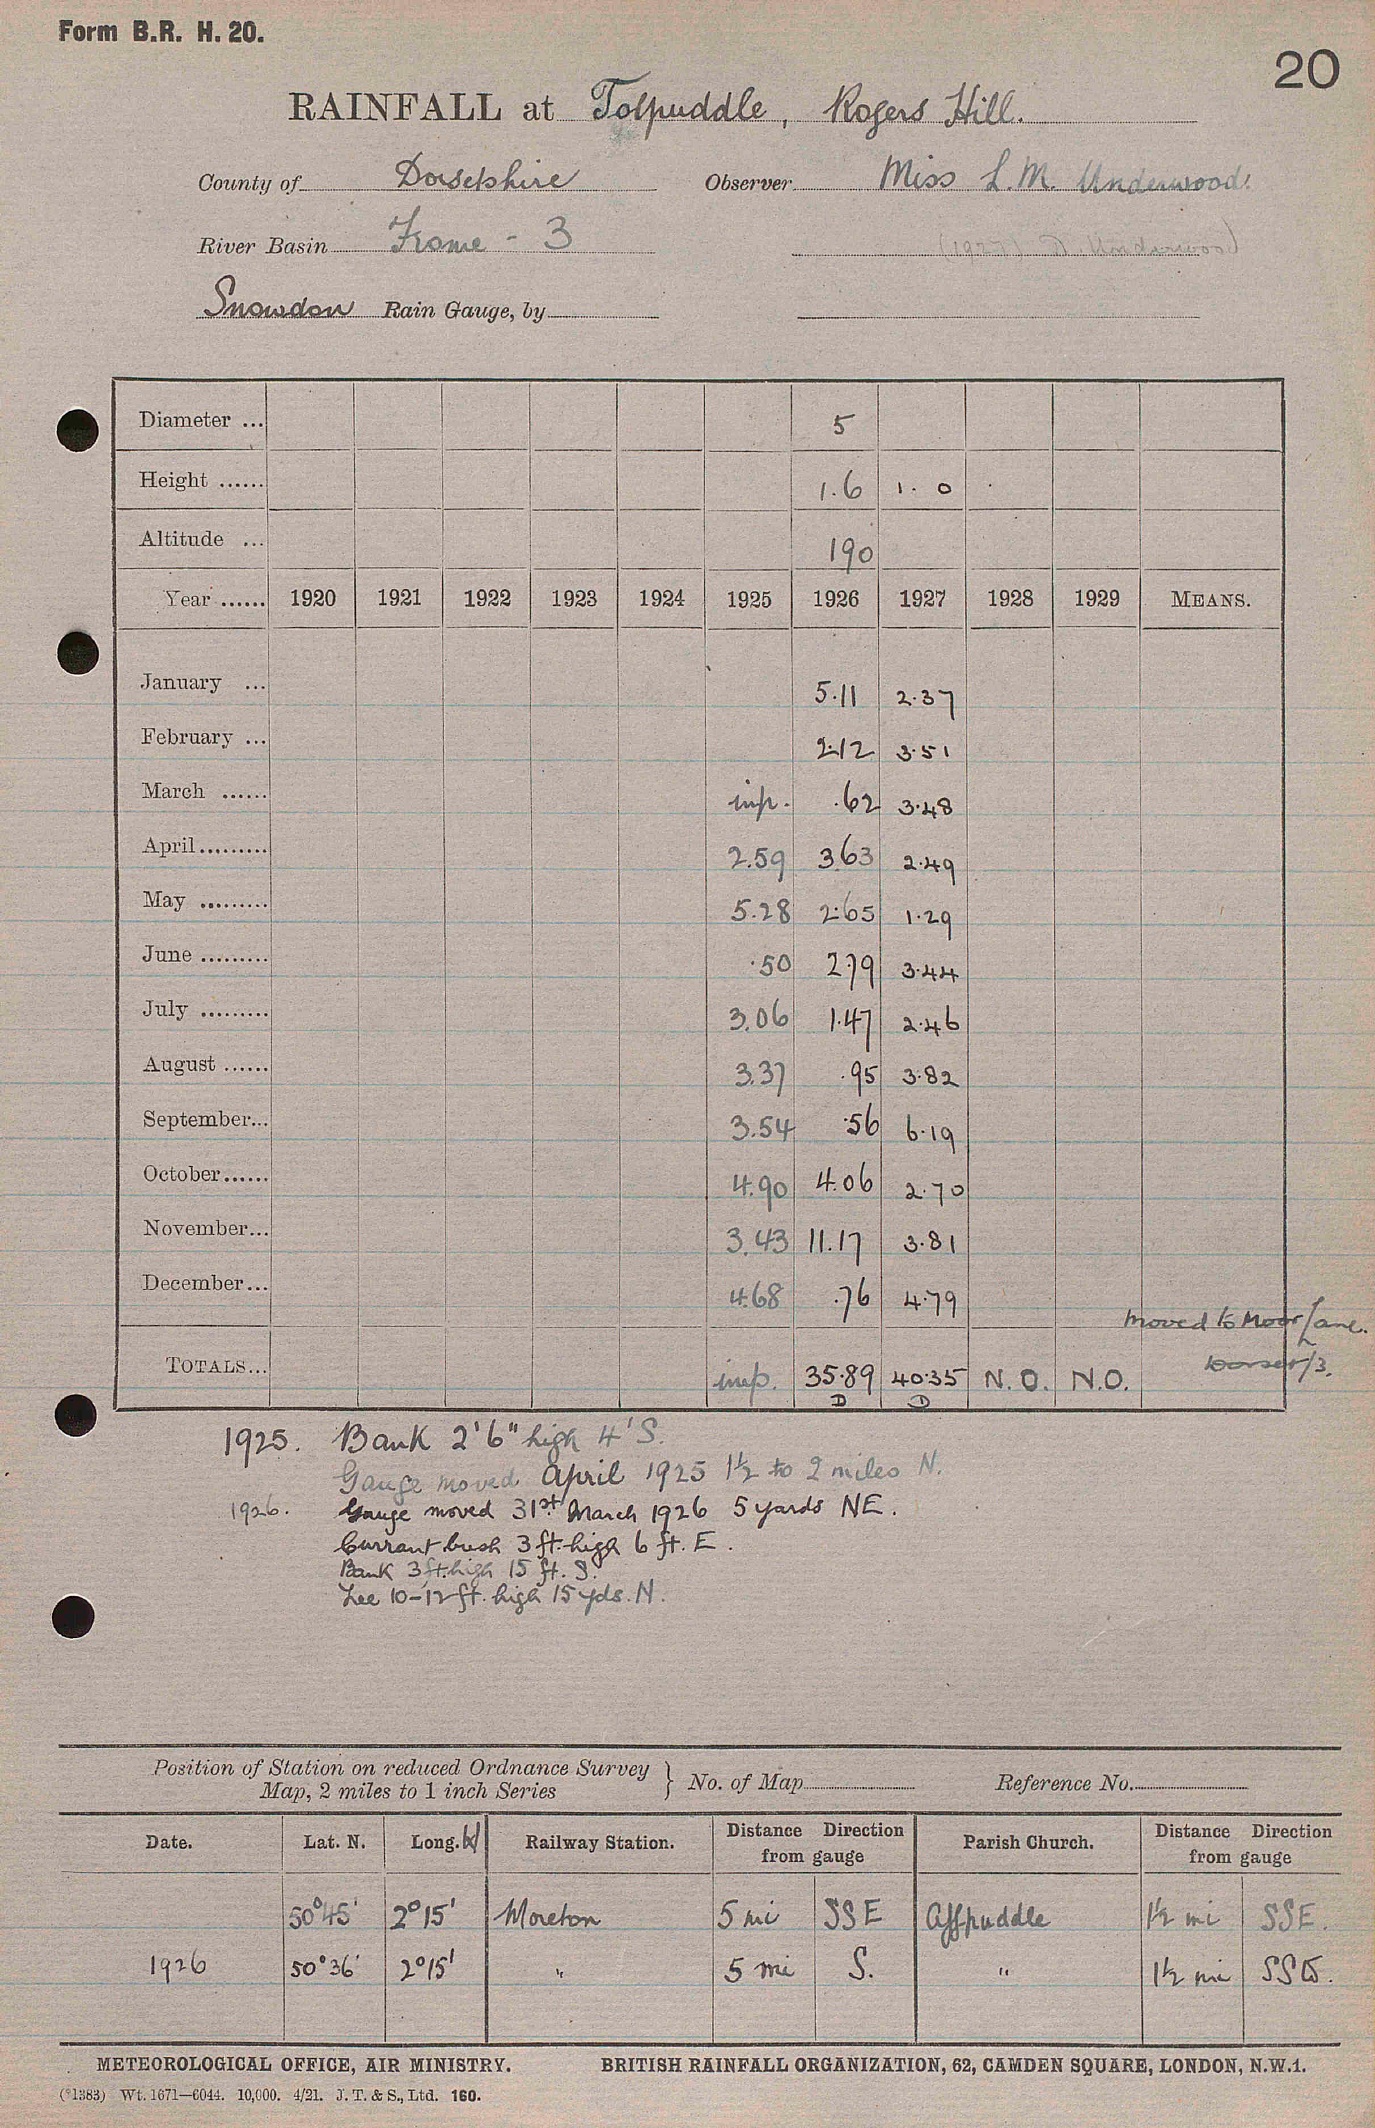 Form B.R. H. 20.
20
RAINFALL at Tolpuddle, Rogers Hill.
County of Dorsetshire Observer Miss L. M. Underwood.
River Basin Frome - 3 (1927) Underwood
Snowdon Rain Gauge, by
Diameter ... 5
Height ...... 1.6 1.0
Altitude ... 190
Year ...... 1920 1921 1922 1923 1924 1925 1926 1927 1928 1929 MEANS.
January ... 5.11 2.37
February ... 2.12 3.51
March ...... inp. .62 3.48
April ......... 2.59 3.63 2.49
May ......... 5.28 2.65 1.29
June ......... .50 2.79 3.44
July ......... 3.06 1.47 2.46
August ...... 3.37 .95 3.82
September... 3.54 .56 6.19
October...... 4.90 4.06 2.70
November... 3.43 11.17 3.81
December... 4.68 .76 4.79
moved to Moor Lane.
Dorset/3.
TOTALS... inp. 35.89 40.35 N.O. N.O.
D D
1925. Bank 2'6" high 4' S.
Gauge moved April 1925 1½ to 2 miles N.
1926. Gauge moved 31st March 1926 5 yards NE.
Currant bush 3 ft. high 6 ft. E.
Bank 3 ft. high 15 ft. S.
Tree 10-12 ft. high 15 yds. N.
Position of Station on reduced Ordnance Survey
Map, 2 miles to 1 inch Series } No. of Map Reference No.
Date. Lat. N. Long. W Railway Station. Distance Direction from gauge Parish Church. Distance Direction from gauge
50°45' 2°15' Moreton 5 mi SSE Affpuddle 1½ mi SSE.
1926 50°36' 2°15' " 5 mi S. " 1½ mi
METEOROLOGICAL OFFICE, AIR MINISTRY. BRITISH RAINFALL ORGANIZATION, 62, CAMDEN SQUARE, LONDON, N.W.1.
(*1383) Wt. 1671—6044. 10,000. 4/21. J. T. & S., Ltd. 160.